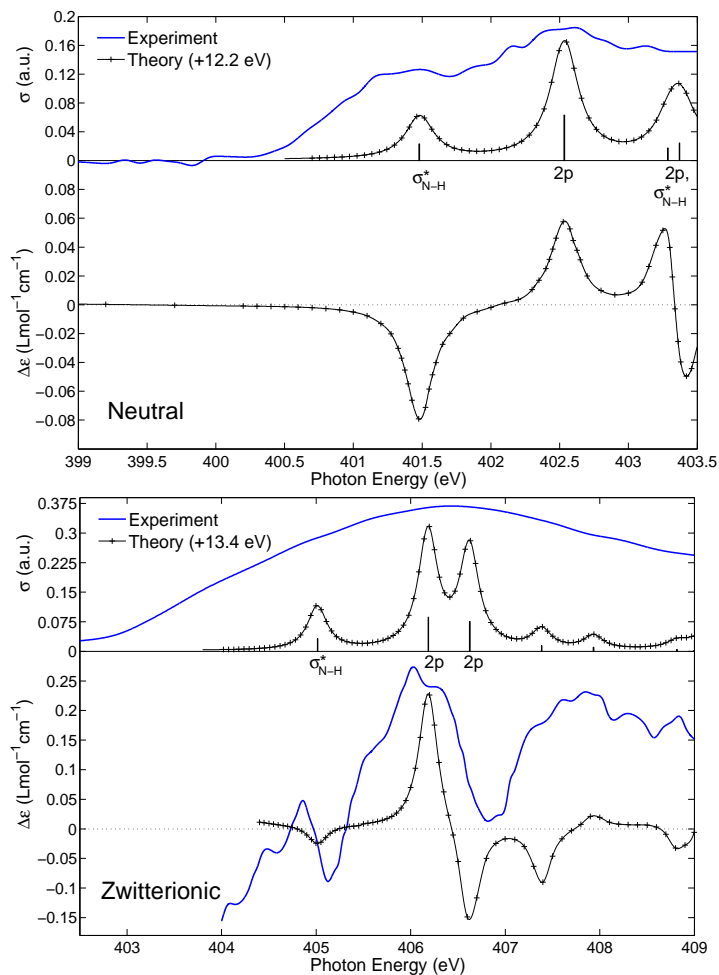 σ (a.u.)
0.2
0.16
0.12
0.08
0.04
0
Experiment
Theory (+12.2 eV)
σ*N−H
2p
2p,
σ*N−H
Δε (Lmol−1cm−1)
0.08
0.06
0.04
0.02
0
−0.02
−0.04
−0.06
−0.08
Neutral
399 399.5 400 400.5 401 401.5 402 402.5 403 403.5
Photon Energy (eV)
σ (a.u.)
0.375
0.3
0.225
0.15
0.075
0
Experiment
Theory (+13.4 eV)
σ*N−H
2p
2p
Δε (Lmol−1cm−1)
0.25
0.2
0.15
0.1
0.05
0
−0.05
−0.1
−0.15
Zwitterionic
403 404 405 406 407 408 409
Photon Energy (eV)